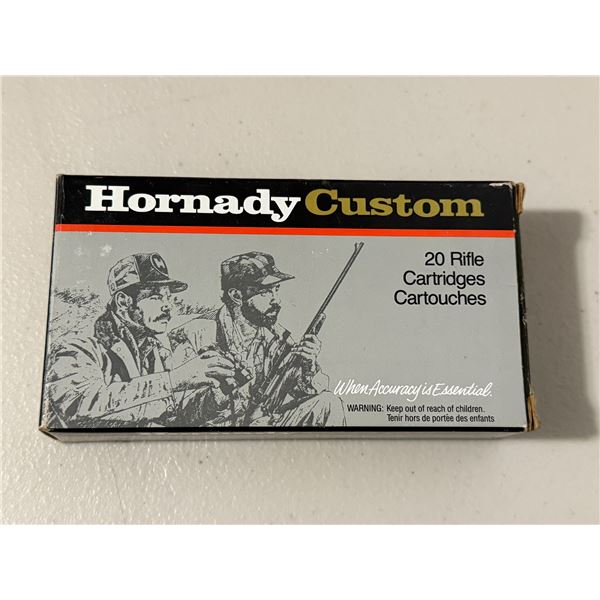 Hornady Custom
20 Rifle
Cartridges
Cartouches
When Accuracy is Essential.
WARNING: Keep out of reach of children.
Tenir hors de portèe des enfants